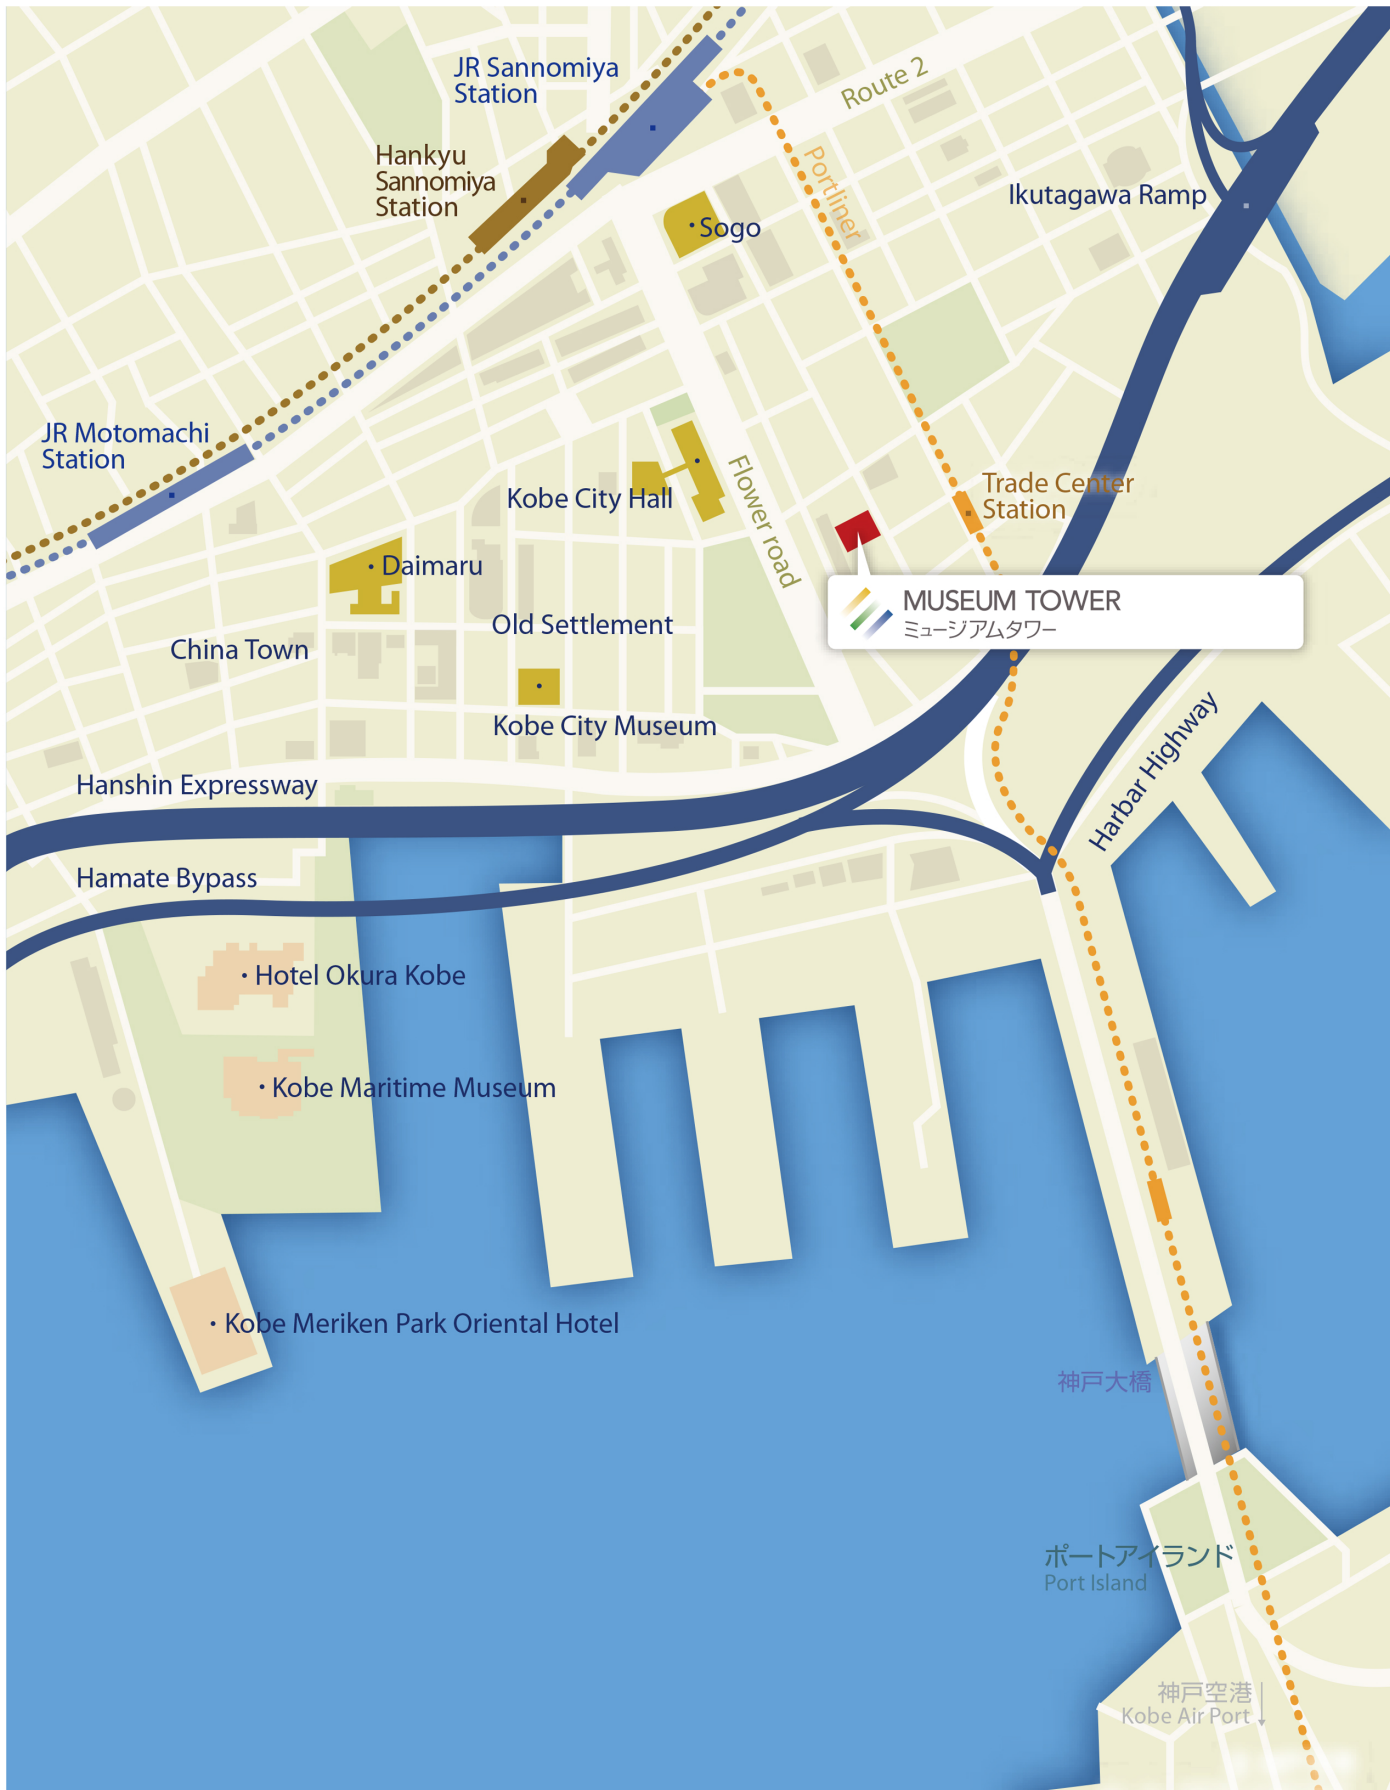 JR Sannomiya
Station
Route 2
Hankyu
Sannomiya
Station
Portliner
Ikutagawa Ramp
Sogo
JR Motomachi
Station
Flower road
Trade Center
Station
Kobe City Hall
Daimaru
MUSEUM TOWER
ミュージアムタワー
Old Settlement
China Town
Kobe City Museum
Harbar Highway
Hanshin Expressway
Hamate Bypass
Hotel Okura Kobe
Kobe Maritime Museum
Kobe Meriken Park Oriental Hotel
神戸大橋
ポートアイランド
Port Island
神戸空港
Kobe Air Port